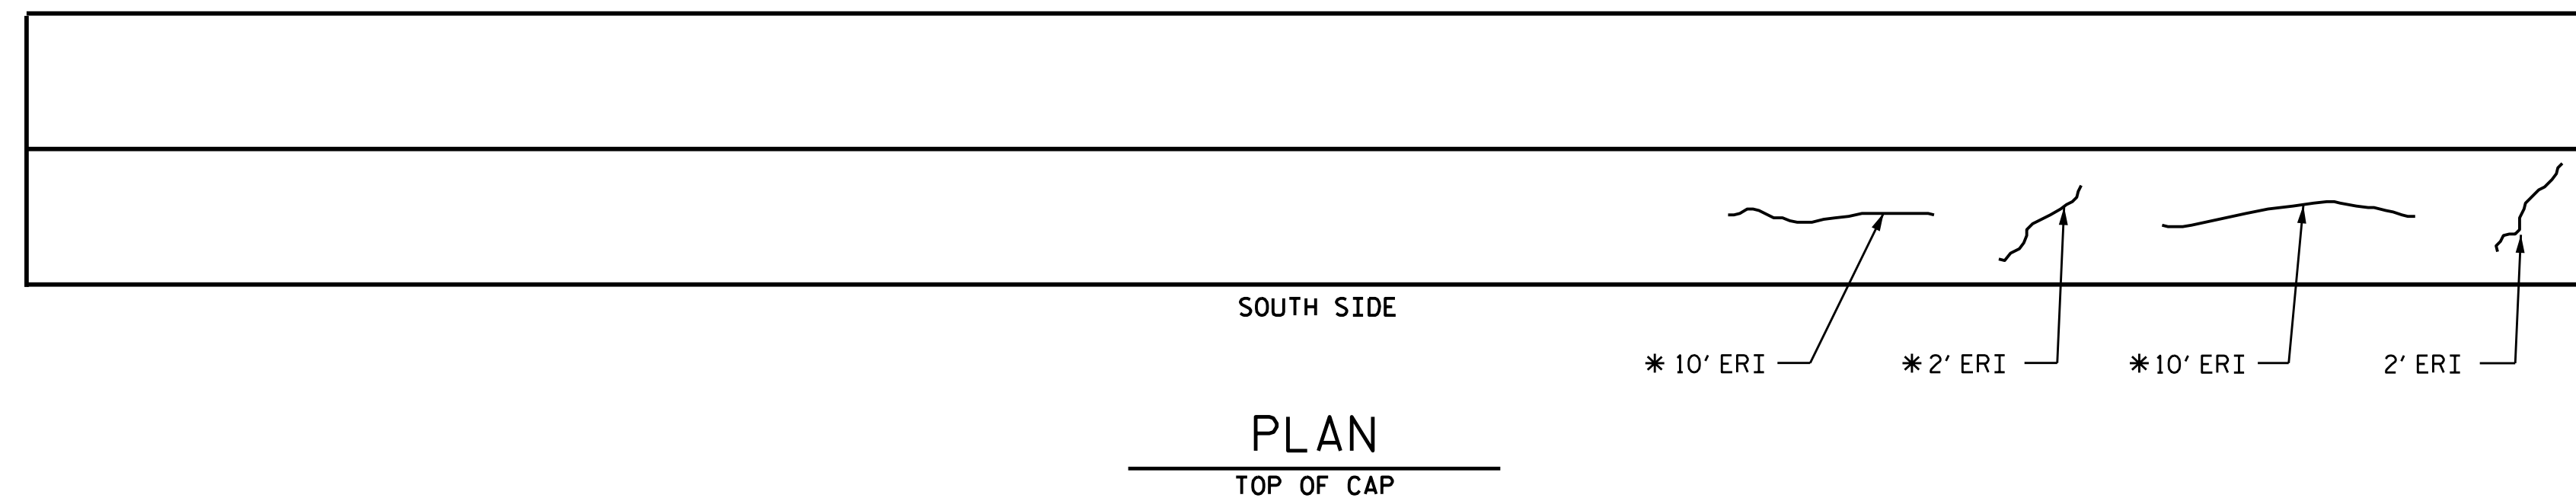 SOUTH SIDE
* 10' ERI
* 2' ERI
* 10' ERI
2' ERI
PLAN
TOP OF CAP